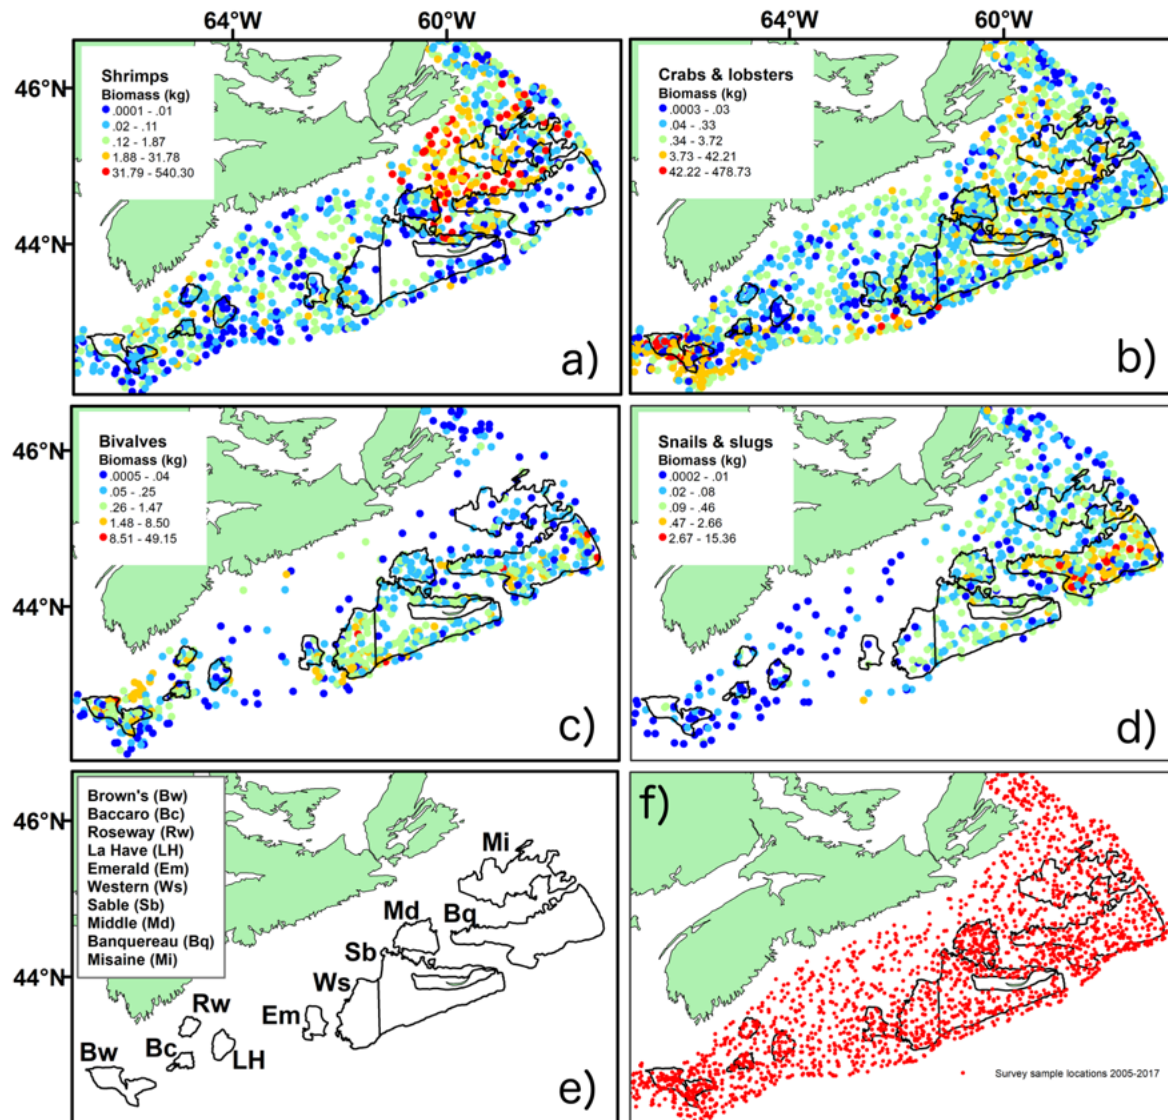 64°W 60°W 64°W 60°W
46°N
44°N
Shrimps
Biomass (kg)
.0001 - .01
.02 - .11
.12 - 1.87
1.88 - 31.78
31.79 - 540.30
a)
Crabs & lobsters
Biomass (kg)
.0003 - .03
.04 - .33
.34 - 3.72
3.73 - 42.21
42.22 - 478.73
b)
46°N
44°N
Bivalves
Biomass (kg)
.0005 - .04
.05 - .25
.26 - 1.47
1.48 - 8.50
8.51 - 49.15
c)
Snails & slugs
Biomass (kg)
.0002 - .01
.02 - .08
.09 - .46
.47 - 2.66
2.67 - 15.36
d)
46°N
44°N
Brown's (Bw)
Baccaro (Bc)
Roseway (Rw)
La Have (LH)
Emerald (Em)
Western (Ws)
Sable (Sb)
Middle (Md)
Banquereau (Bq)
Misaine (Mi)
Mi
Md
Bq
Sb
Ws
Em
Rw
Bc
LH
Bw
e)
f)
Survey sample locations 2005-2017